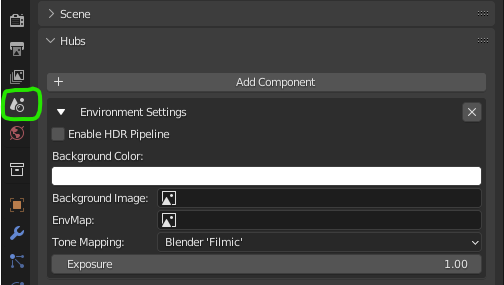 Scene
Hubs
+ Add Component
Environment Settings
Enable HDR Pipeline
Background Color:
Background Image:
EnvMap:
Tone Mapping: Blender 'Filmic'
Exposure 1.00